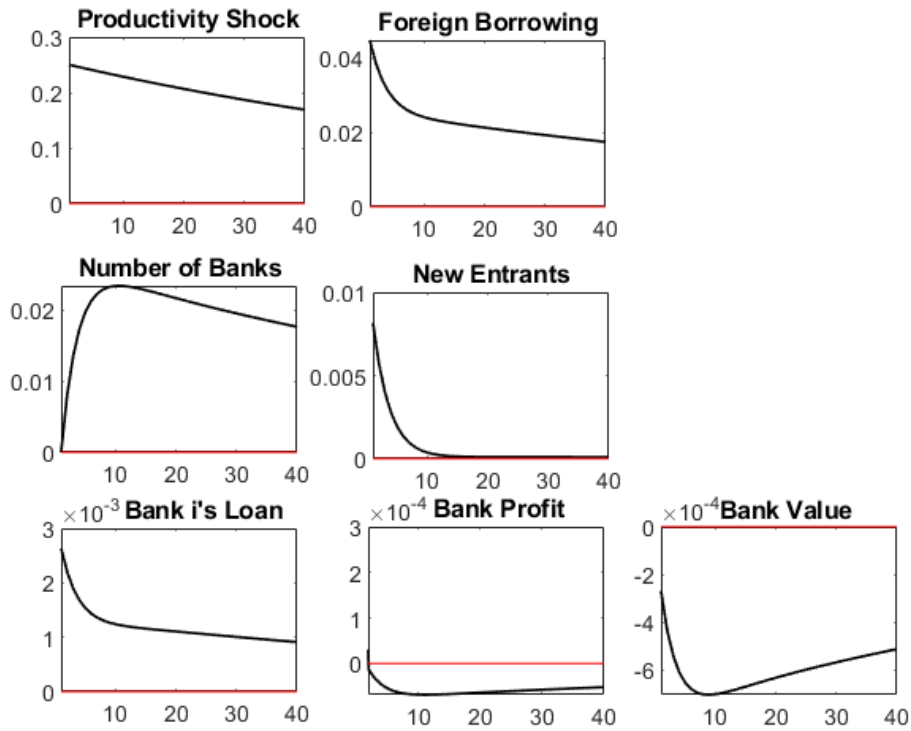 Productivity Shock
0.3
0.2
0.1
0
10 20 30 40
Foreign Borrowing
0.04
0.02
0
10 20 30 40
Number of Banks
0.02
0.01
0
10 20 30 40
New Entrants
0.01
0.005
0
10 20 30 40
×10⁻³ Bank i's Loan
3
2
1
0
10 20 30 40
×10⁻⁴ Bank Profit
3
2
1
0
10 20 30 40
×10⁻⁴ Bank Value
0
-2
-4
-6
10 20 30 40